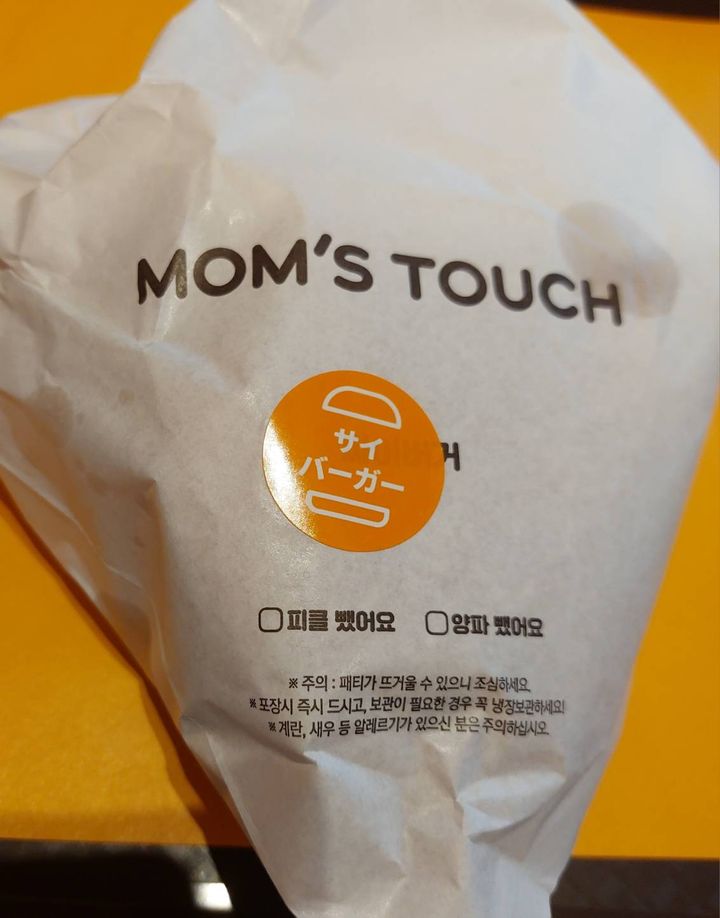 MOM'S TOUCH
サイ
バーガー
거
피클 뺐어요 양파 뺐어요
※ 주의 : 패티가 뜨거울 수 있으니 조심하세요.
※ 포장시 즉시 드시고, 보관이 필요한 경우 꼭 냉장보관하세요!
※ 계란, 새우 등 알레르기가 있으신 분은 주의하십시오.